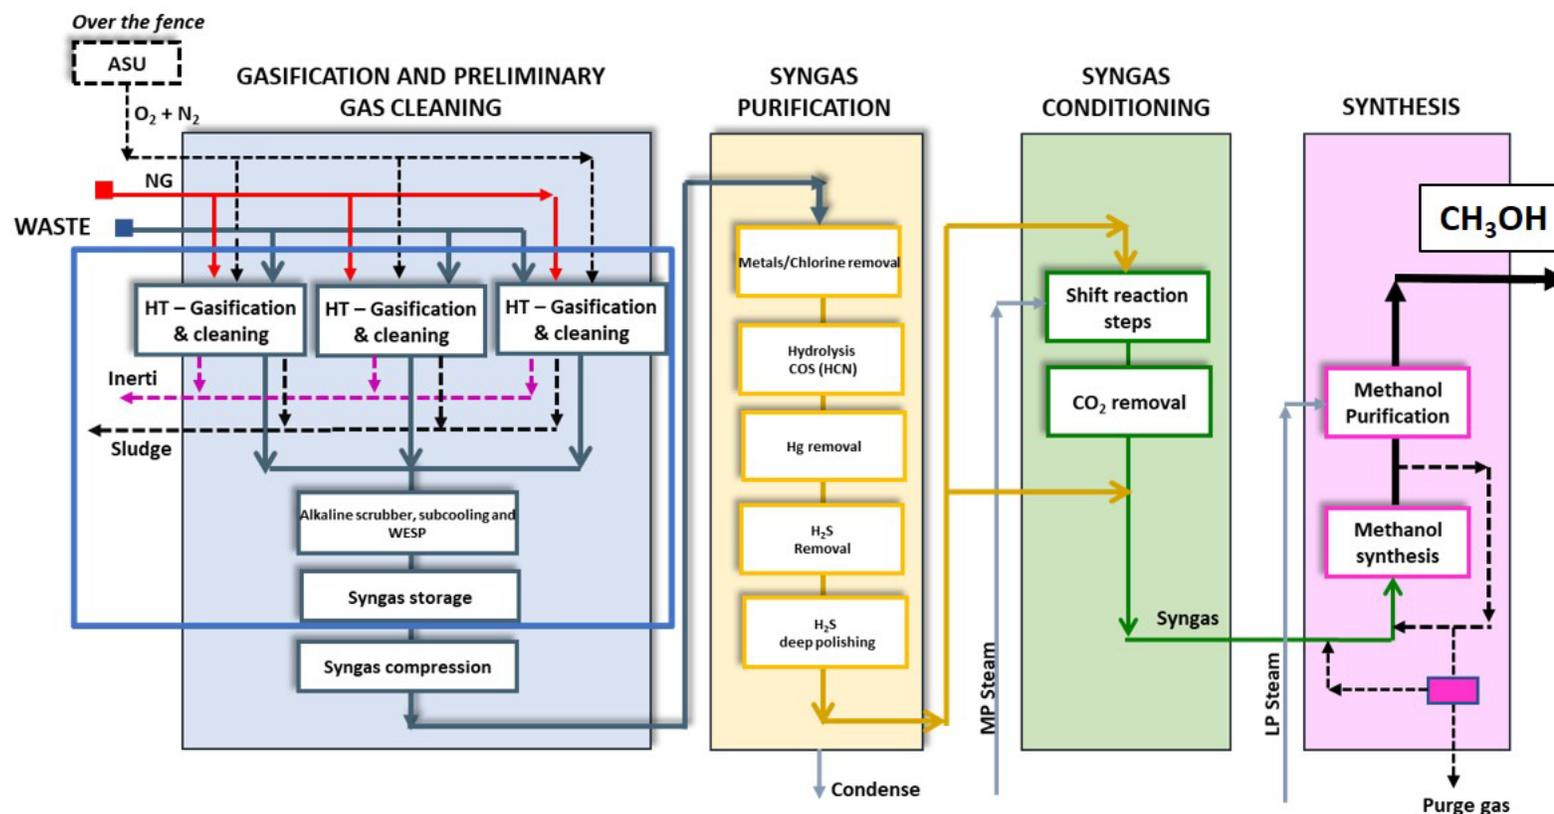 Over the fence
ASU
O₂ + N₂
NG
WASTE
GASIFICATION AND PRELIMINARY
GAS CLEANING
HT – Gasification
& cleaning
HT – Gasification
& cleaning
HT – Gasification
& cleaning
Inerti
Sludge
Alkaline scrubber, subcooling and
WESP
Syngas storage
Syngas compression
SYNGAS
PURIFICATION
Metals/Chlorine removal
Hydrolysis
COS (HCN)
Hg removal
H₂S
Removal
H₂S
deep polishing
Condense
SYNGAS
CONDITIONING
MP Steam
Shift reaction
steps
CO₂ removal
Syngas
SYNTHESIS
LP Steam
CH₃OH
Methanol
Purification
Methanol
synthesis
Purge gas